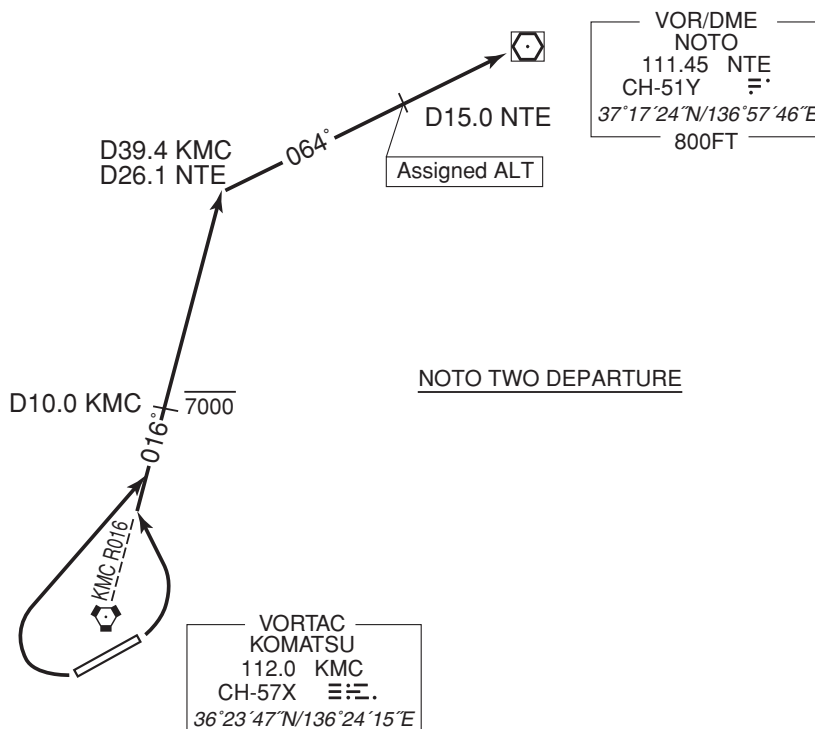 VOR/DME
NOTO
111.45 NTE
CH-51Y
37°17´24˝N/136°57´46˝E
800FT
D15.0 NTE
064°
D39.4 KMC
D26.1 NTE
Assigned ALT
NOTO TWO DEPARTURE
D10.0 KMC
7000
016°
KMC R016
VORTAC
KOMATSU
112.0 KMC
CH-57X
36°23´47˝N/136°24´15˝E